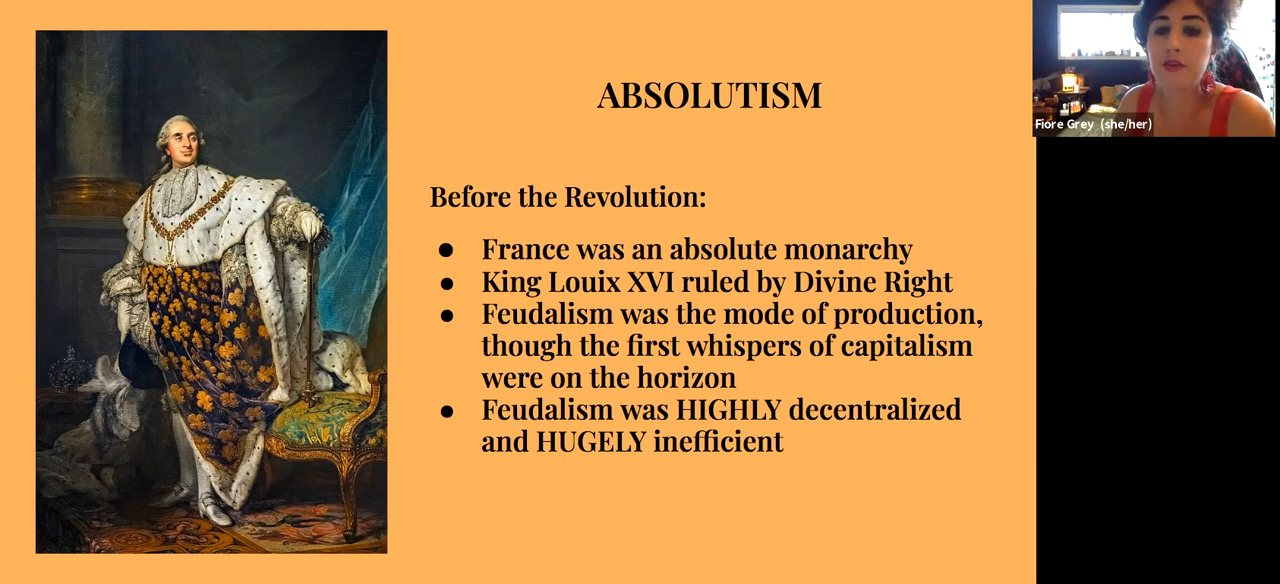 ABSOLUTISM
Fiore Grey (she/her)
Before the Revolution:
● France was an absolute monarchy
● King Louix XVI ruled by Divine Right
● Feudalism was the mode of production,
though the first whispers of capitalism
were on the horizon
● Feudalism was HIGHLY decentralized
and HUGELY inefficient